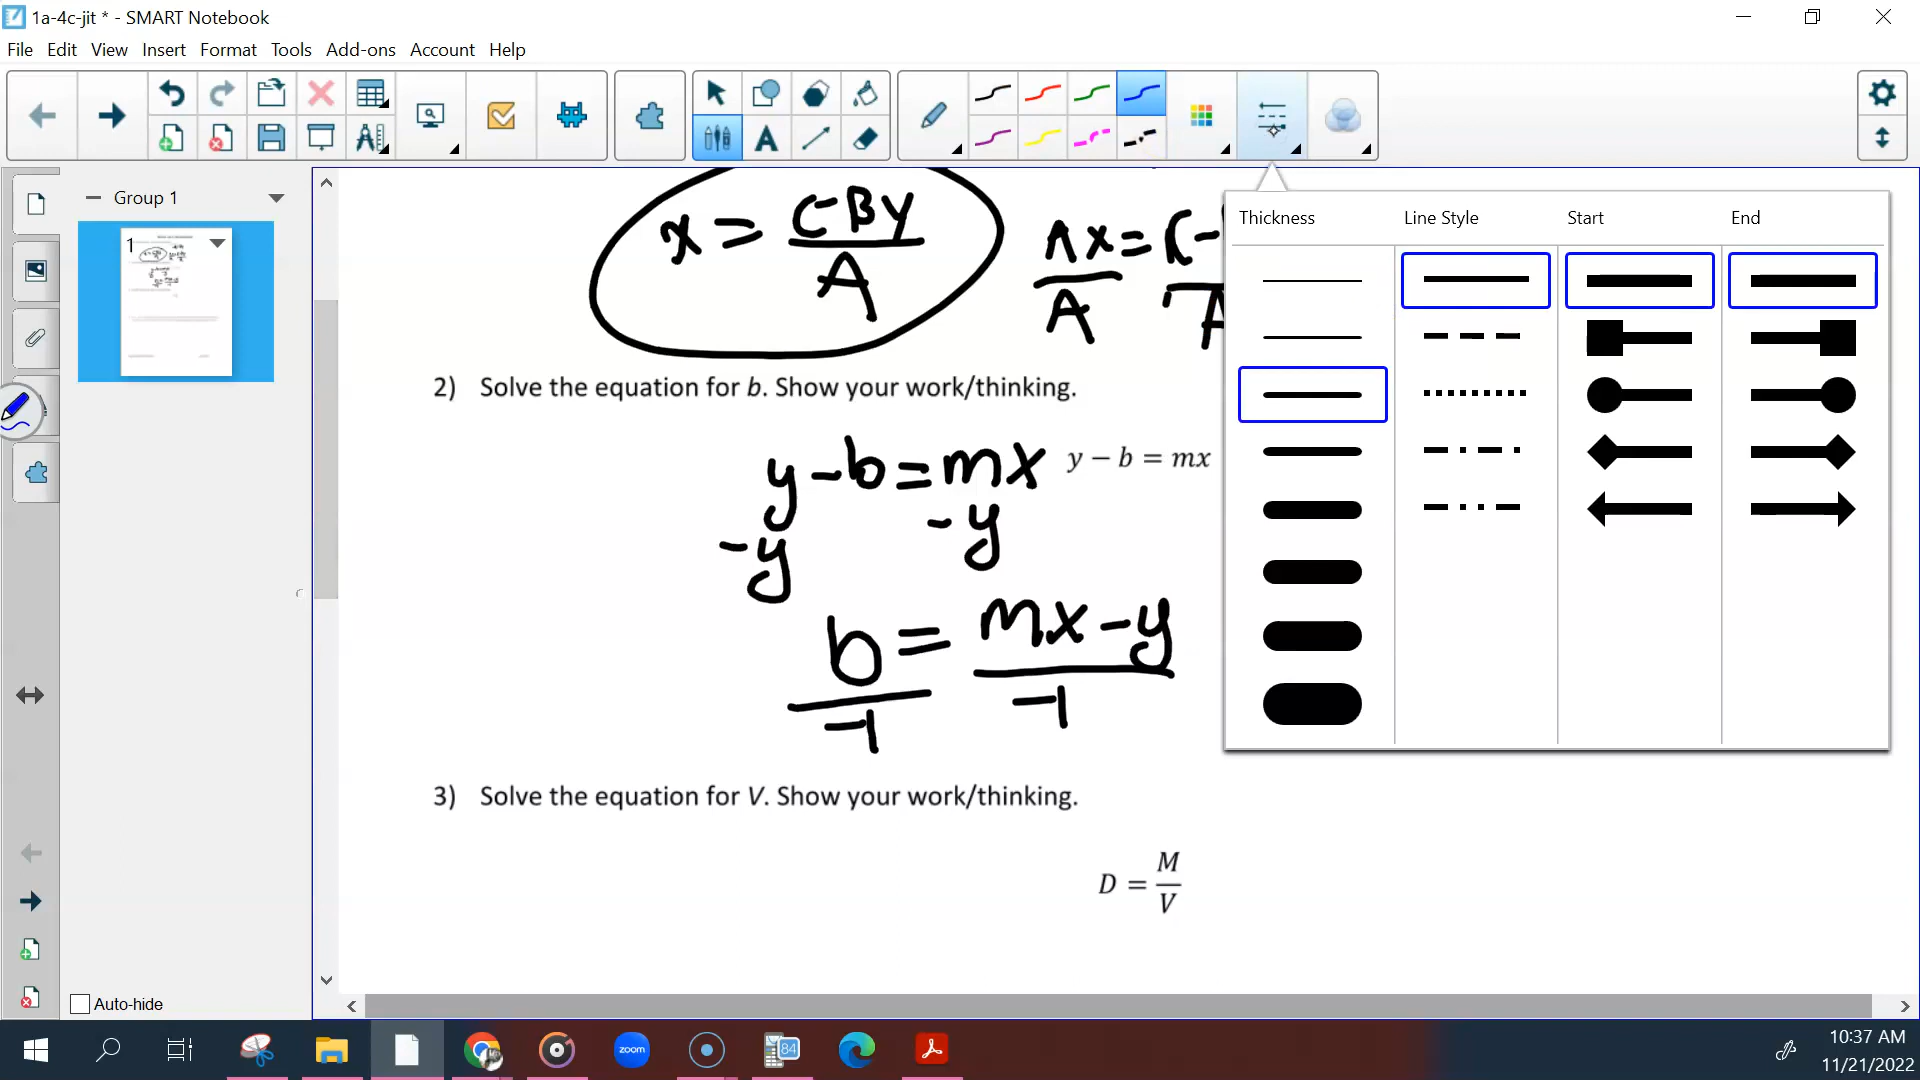 1a-4c-jit * - SMART Notebook
File Edit View Insert Format Tools Add-ons Account Help
Group 1
1
x = C-By / A
Ax = C-
A
2) Solve the equation for b. Show your work/thinking.
y-b=mx y − b = mx
-y -y
b = mx-y
-1 -1
3) Solve the equation for V. Show your work/thinking.
D = M/V
Thickness Line Style Start End
Auto-hide
zoom
84
10:37 AM
11/21/2022